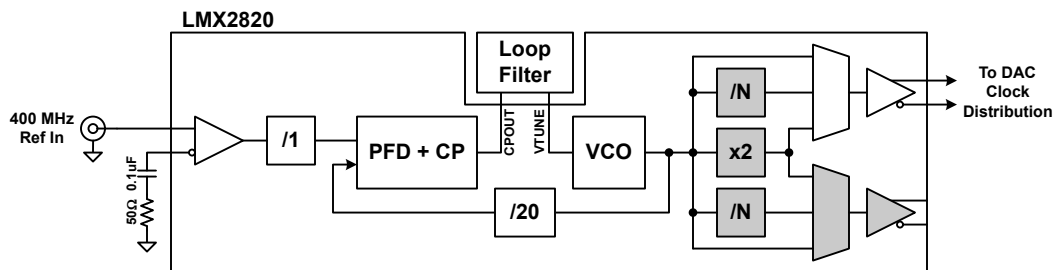 LMX2820
Loop
Filter
400 MHz
Ref In
/1
PFD + CP
CPOUT
VTUNE
VCO
/20
/N
x2
/N
To DAC
Clock
Distribution
50Ω 0.1uF